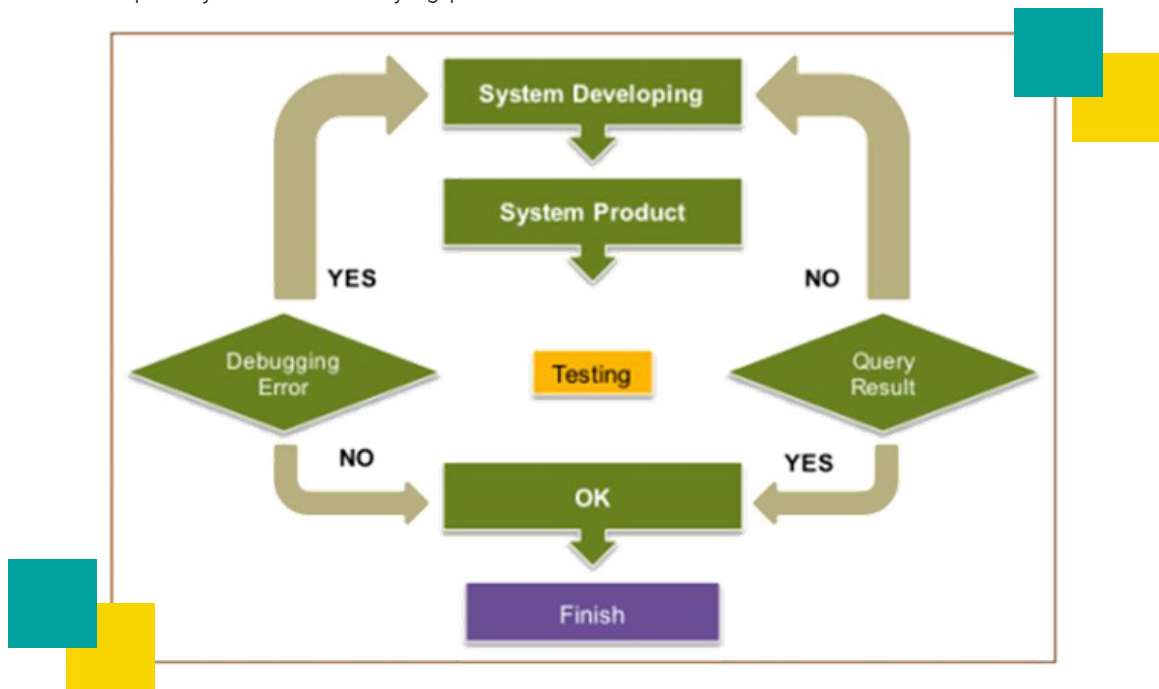 System Developing
System Product
YES
NO
Debugging
Error
Testing
Query
Result
NO
YES
OK
Finish